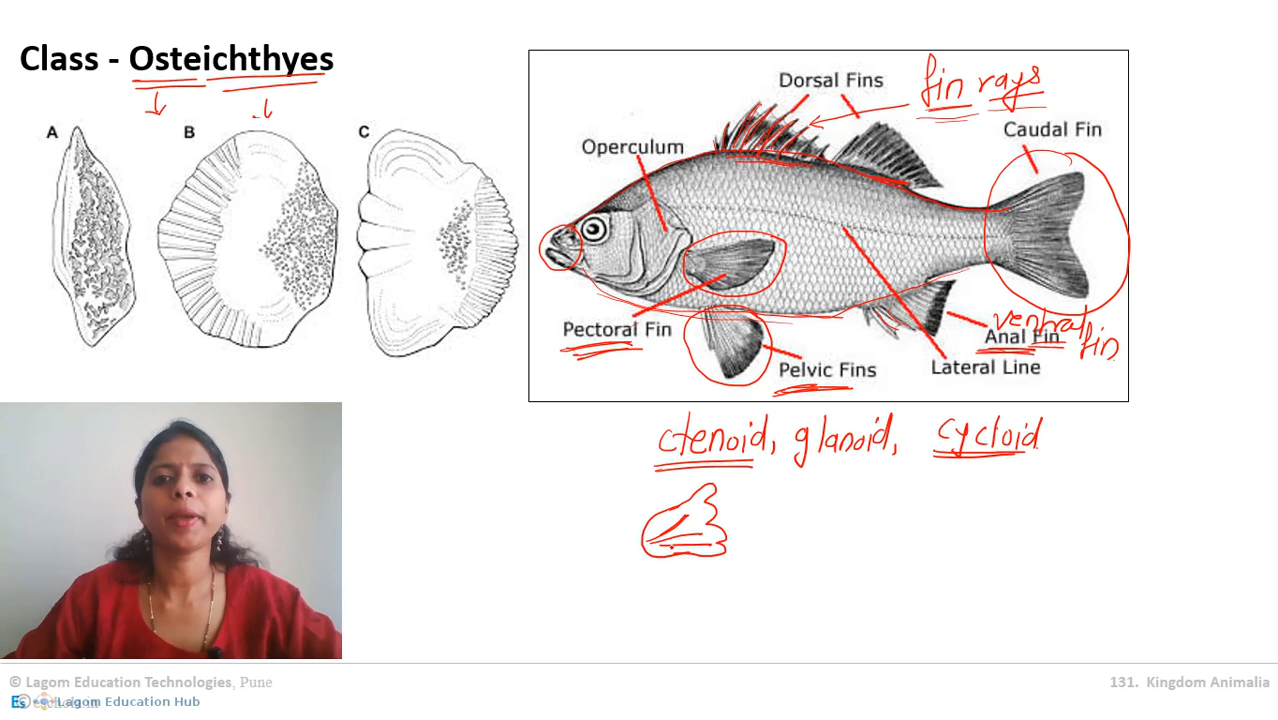 Class - Osteichthyes
A
B
C
Dorsal Fins
fin rays
Caudal Fin
Operculum
Pectoral Fin
ventral fin
Anal Fin
Pelvic Fins
Lateral Line
ctenoid, glanoid, cycloid
© Lagom Education Technologies, Pune
131. Kingdom Animalia
Lagom Education Hub